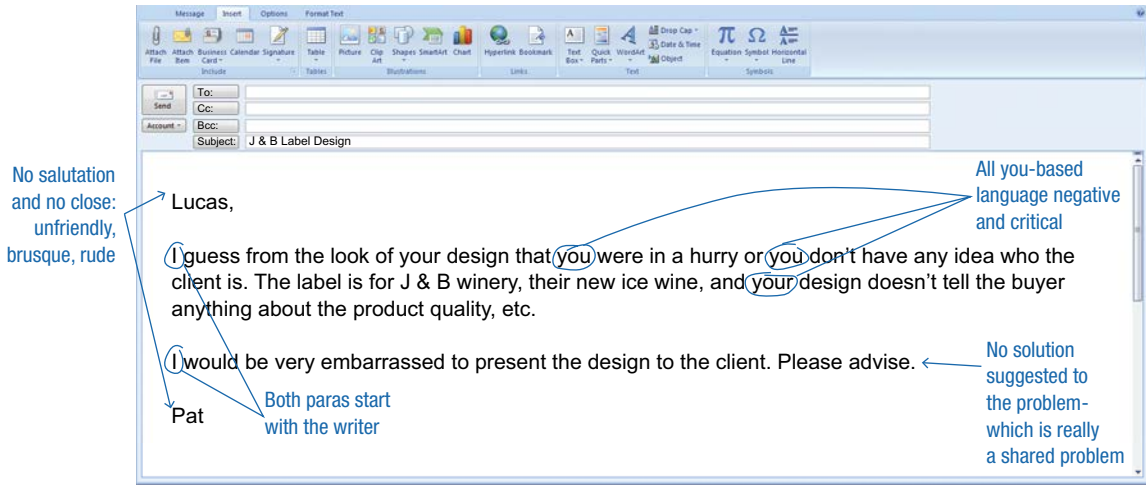 Message Insert Options Format Text
Attach File
Attach Item
Business Card
Calendar
Signature
Table
Picture
Clip Art
Shapes
SmartArt
Chart
Hyperlink
Bookmark
Text Box
Quick Parts
WordArt
Drop Cap
Date & Time
Object
Equation
Symbol
Horizontal Line
Include Tables Illustrations Links Text Symbols
Send
Account
To:
Cc:
Bcc:
Subject: J & B Label Design
No salutation
and no close:
unfriendly,
brusque, rude
All you-based
language negative
and critical
Lucas,
I guess from the look of your design that you were in a hurry or you don't have any idea who the
client is. The label is for J & B winery, their new ice wine, and your design doesn't tell the buyer
anything about the product quality, etc.
I would be very embarrassed to present the design to the client. Please advise.
Pat
Both paras start
with the writer
No solution
suggested to
the problem-
which is really
a shared problem